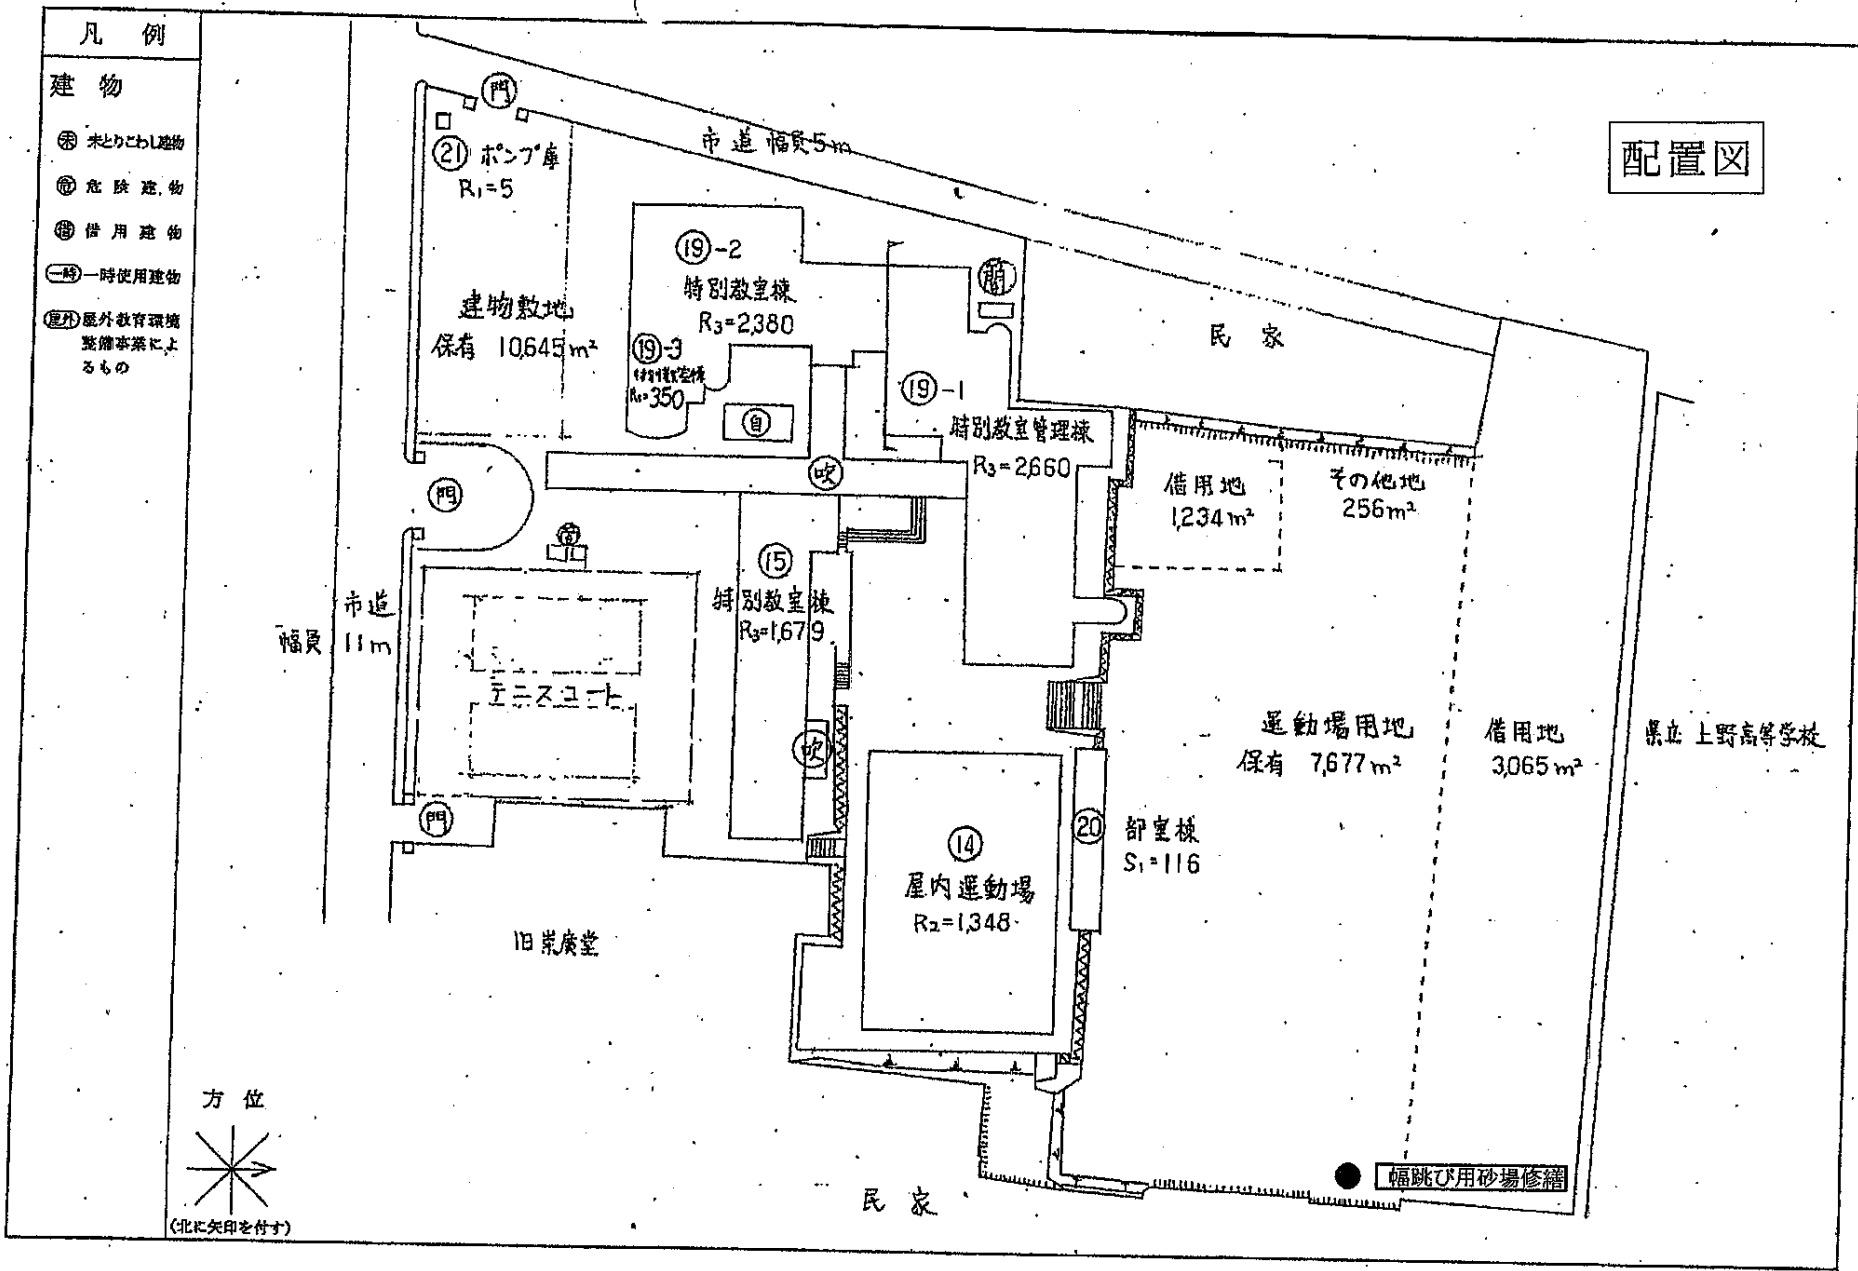 凡 例
建 物
未 未とりこわし建物
危 危険建物
借 借用建物
一時 一時使用建物
屋外 屋外教育環境
整備事業によ
るもの
配置図
門
市道 幅員5m
21 ポンプ庫
R1=5
19-2
特別教室棟
R3=2,380
建物敷地
保有 10,645m²
19-3
特別教室棟
350
自
19-1
特別教室管理棟
R3=2,660
民 家
借用地
1,234m²
その他地
256m²
吹
門
15
特別教室棟
R3=1,679
市道
幅員 11m
テニスコート
吹
門
運動場用地
保有 7,677m²
借用地
3,065m²
県立 上野高等学校
14
屋内運動場
R2=1,348
20 部室棟
S1=116
旧崇廣堂
方 位
(北に矢印を付す)
民 家
幅跳び用砂場修繕